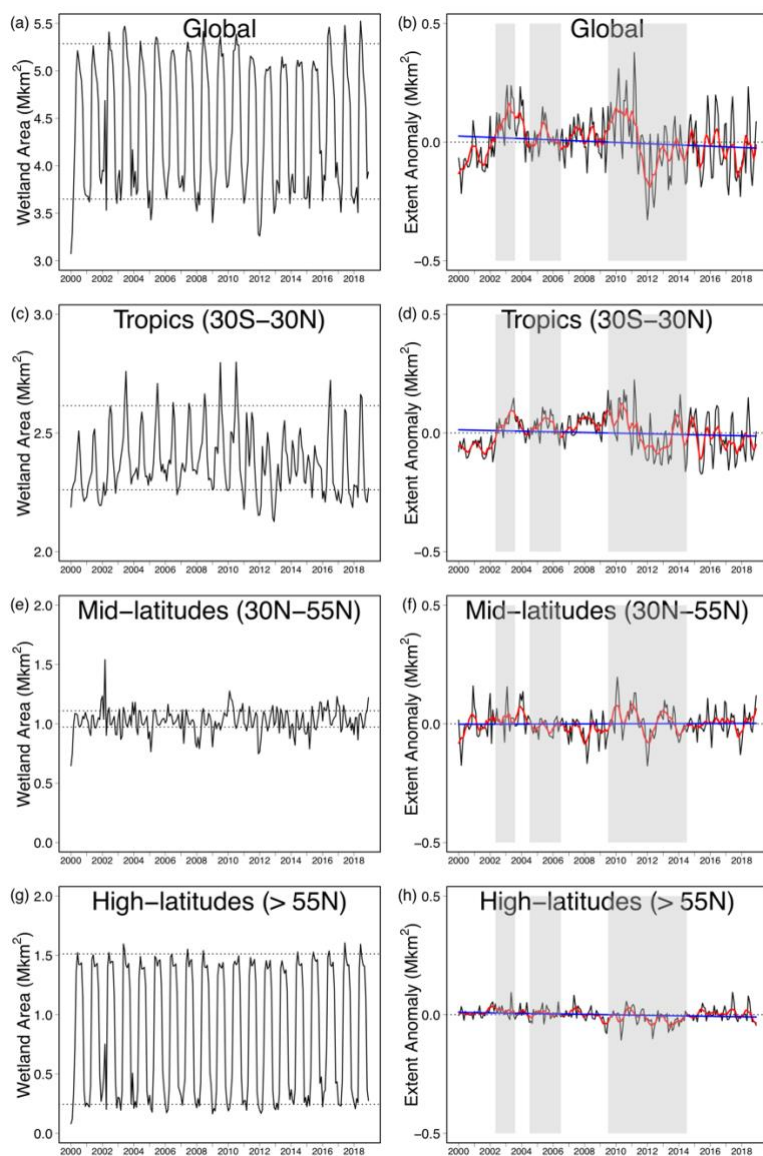 (a) Global
Wetland Area (Mkm²)
5.5
5.0
4.5
4.0
3.5
3.0
2000 2002 2004 2006 2008 2010 2012 2014 2016 2018
(b) Global
Extent Anomaly (Mkm²)
0.5
0.0
−0.5
2000 2002 2004 2006 2008 2010 2012 2014 2016 2018
(c) Tropics (30S−30N)
Wetland Area (Mkm²)
3.0
2.5
2.0
2000 2002 2004 2006 2008 2010 2012 2014 2016 2018
(d) Tropics (30S−30N)
Extent Anomaly (Mkm²)
0.5
0.0
−0.5
2000 2002 2004 2006 2008 2010 2012 2014 2016 2018
(e) Mid−latitudes (30N−55N)
Wetland Area (Mkm²)
2.0
1.5
1.0
0.5
0.0
2000 2002 2004 2006 2008 2010 2012 2014 2016 2018
(f) Mid−latitudes (30N−55N)
Extent Anomaly (Mkm²)
0.5
0.0
−0.5
2000 2002 2004 2006 2008 2010 2012 2014 2016 2018
(g) High−latitudes (> 55N)
Wetland Area (Mkm²)
2.0
1.5
1.0
0.5
0.0
2000 2002 2004 2006 2008 2010 2012 2014 2016 2018
(h) High−latitudes (> 55N)
Extent Anomaly (Mkm²)
0.5
0.0
−0.5
2000 2002 2004 2006 2008 2010 2012 2014 2016 2018